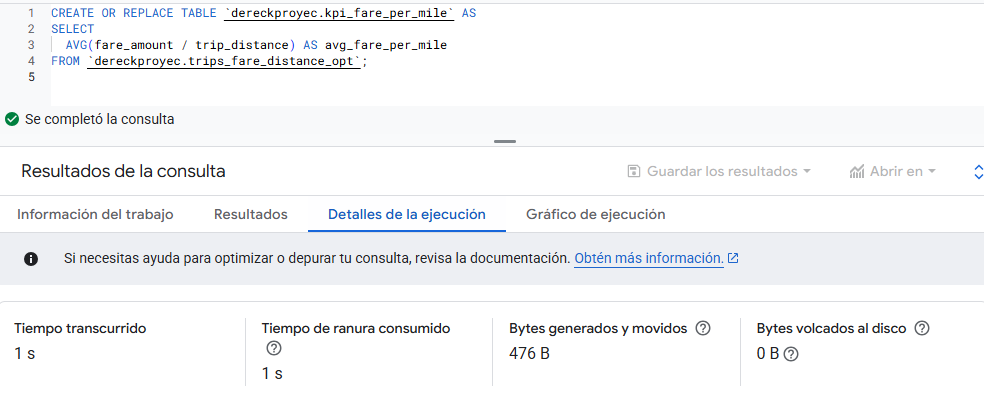 1 CREATE OR REPLACE TABLE `dereckproyec.kpi_fare_per_mile` AS
2 SELECT
3 AVG(fare_amount / trip_distance) AS avg_fare_per_mile
4 FROM `dereckproyec.trips_fare_distance_opt`;
5
Se completó la consulta
Resultados de la consulta
Guardar los resultados
Abrir en
Información del trabajo
Resultados
Detalles de la ejecución
Gráfico de ejecución
Si necesitas ayuda para optimizar o depurar tu consulta, revisa la documentación. Obtén más información.
Tiempo transcurrido
1 s
Tiempo de ranura consumido
1 s
Bytes generados y movidos
476 B
Bytes volcados al disco
0 B